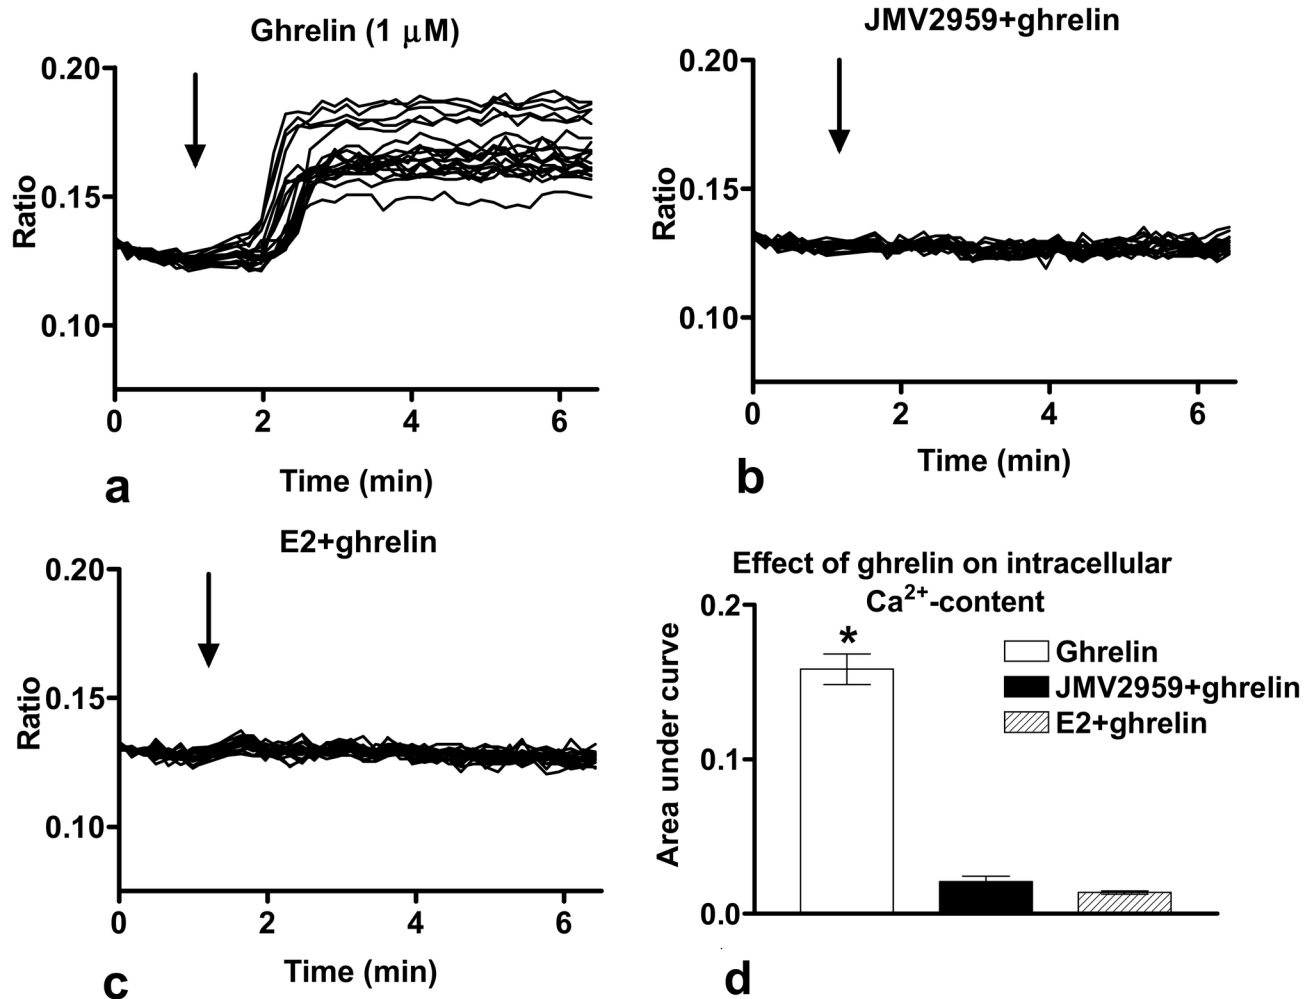 Ghrelin (1 μM)
0.20
0.15
0.10
Ratio
0
2
4
6
Time (min)
a
JMV2959+ghrelin
0.20
0.15
0.10
Ratio
0
2
4
6
Time (min)
b
E2+ghrelin
0.20
0.15
0.10
Ratio
0
2
4
6
Time (min)
c
Effect of ghrelin on intracellular
Ca²⁺-content
0.2
0.1
0.0
Area under curve
*
Ghrelin
JMV2959+ghrelin
E2+ghrelin
d